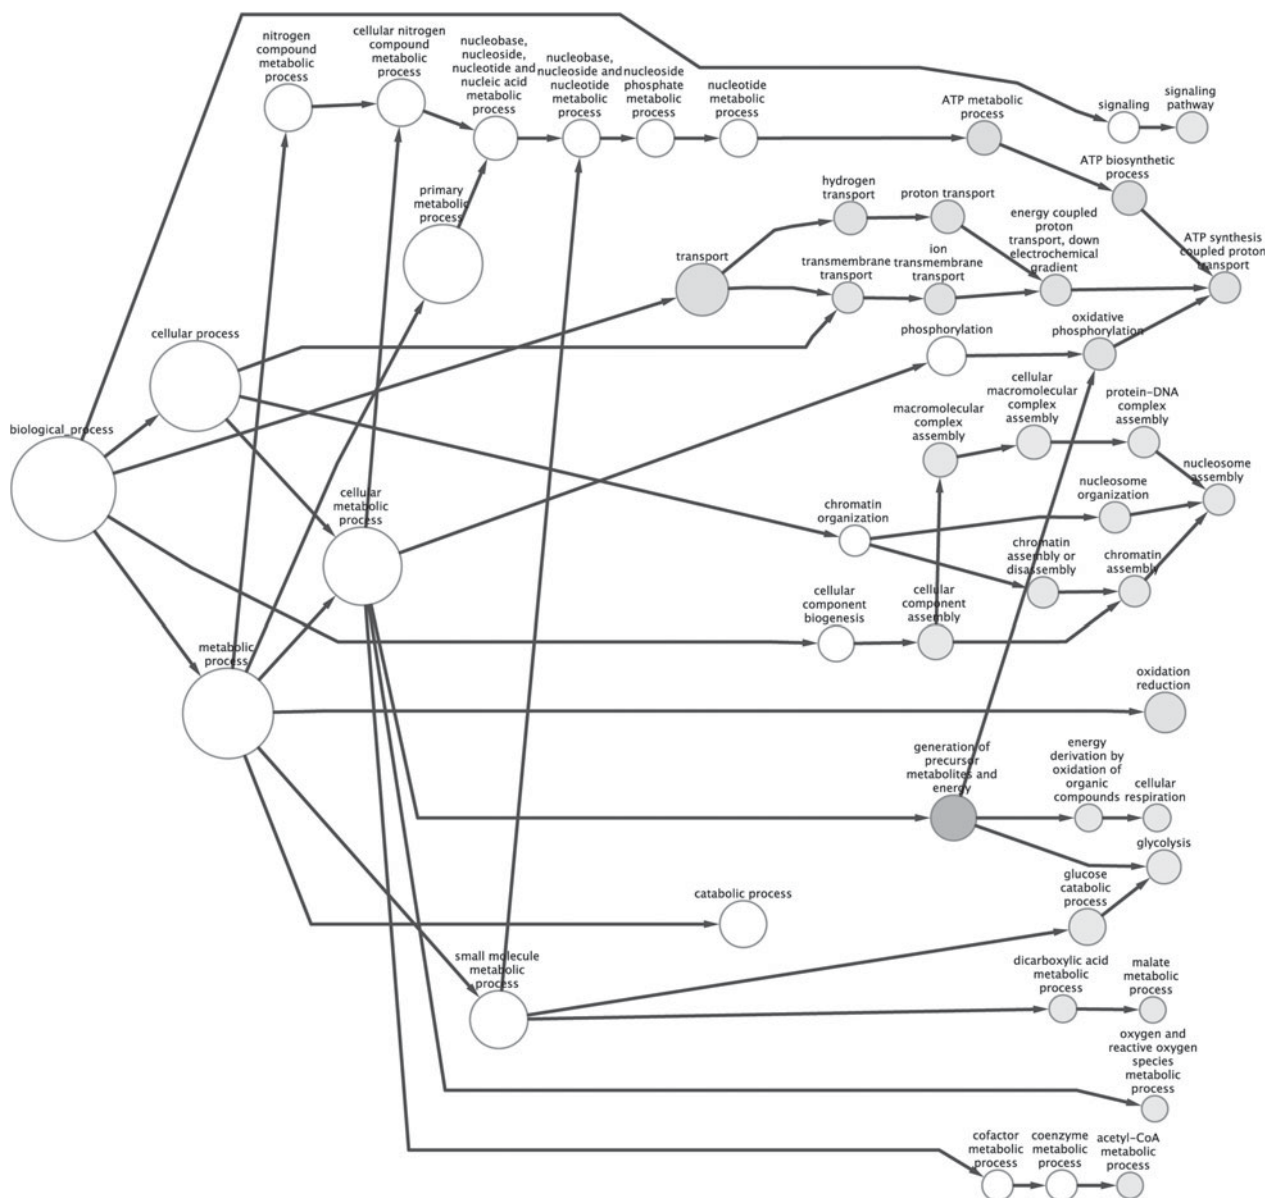 nitrogen
compound
metabolic
process
cellular nitrogen
compound
metabolic
process
nucleobase,
nucleoside,
nucleotide and
nucleic acid
metabolic
process
nucleobase,
nucleoside and
nucleotide
metabolic
process
nucleoside
phosphate
metabolic
process
nucleotide
metabolic
process
ATP metabolic
process
signaling
signaling
pathway
ATP biosynthetic
process
primary
metabolic
process
hydrogen
transport
proton transport
energy coupled
proton
transport, down
electrochemical
gradient
ATP synthesis
coupled proton
transport
transport
transmembrane
transport
ion
transmembrane
transport
cellular process
phosphorylation
oxidative
phosphorylation
biological_process
macromolecular
complex
assembly
cellular
macromolecular
complex
assembly
protein-DNA
complex
assembly
nucleosome
assembly
cellular
metabolic
process
chromatin
organization
nucleosome
organization
chromatin
assembly or
disassembly
chromatin
assembly
cellular
component
biogenesis
cellular
component
assembly
metabolic
process
oxidation
reduction
generation of
precursor
metabolites and
energy
energy
derivation by
oxidation of
organic
compounds
cellular
respiration
glycolysis
glucose
catabolic
process
catabolic process
small molecule
metabolic
process
dicarboxylic acid
metabolic
process
malate
metabolic
process
oxygen and
reactive oxygen
species
metabolic
process
cofactor
metabolic
process
coenzyme
metabolic
process
acetyl-CoA
metabolic
process